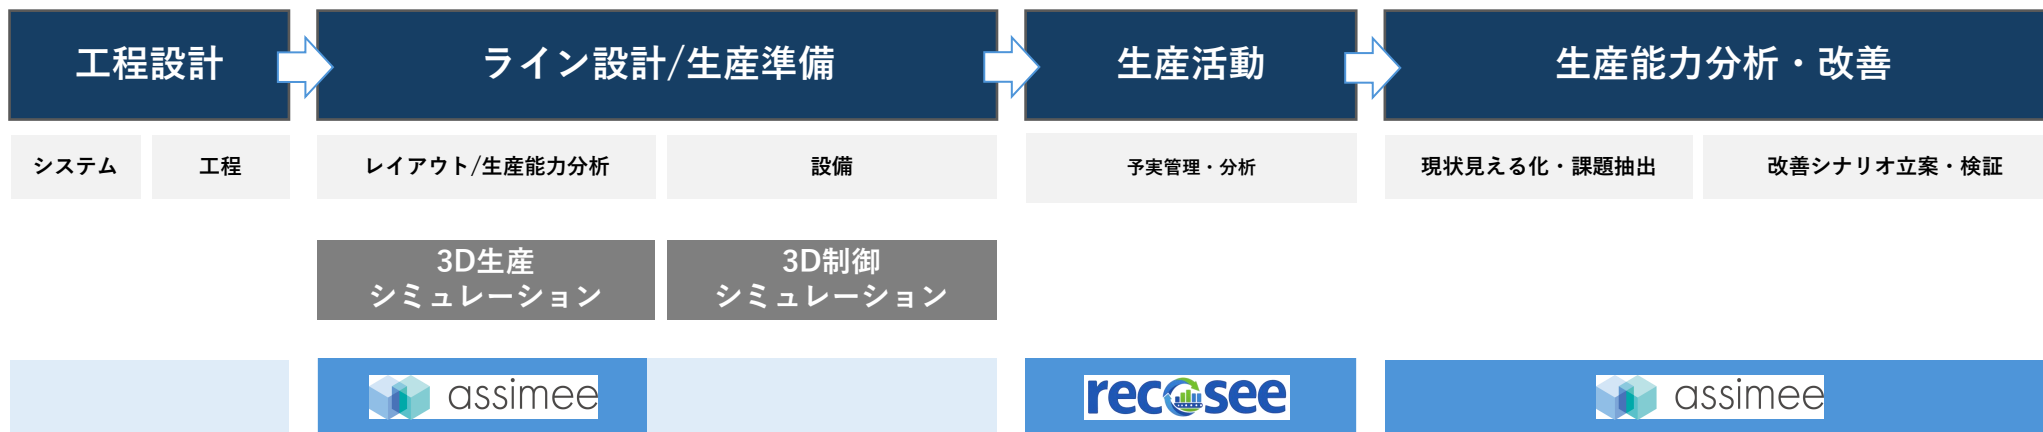 工程設計
ライン設計/生産準備
生産活動
生産能力分析・改善
システム
工程
レイアウト/生産能力分析
設備
予実管理・分析
現状見える化・課題抽出
改善シナリオ立案・検証
3D生産
シミュレーション
3D制御
シミュレーション
assimee
recosee
assimee